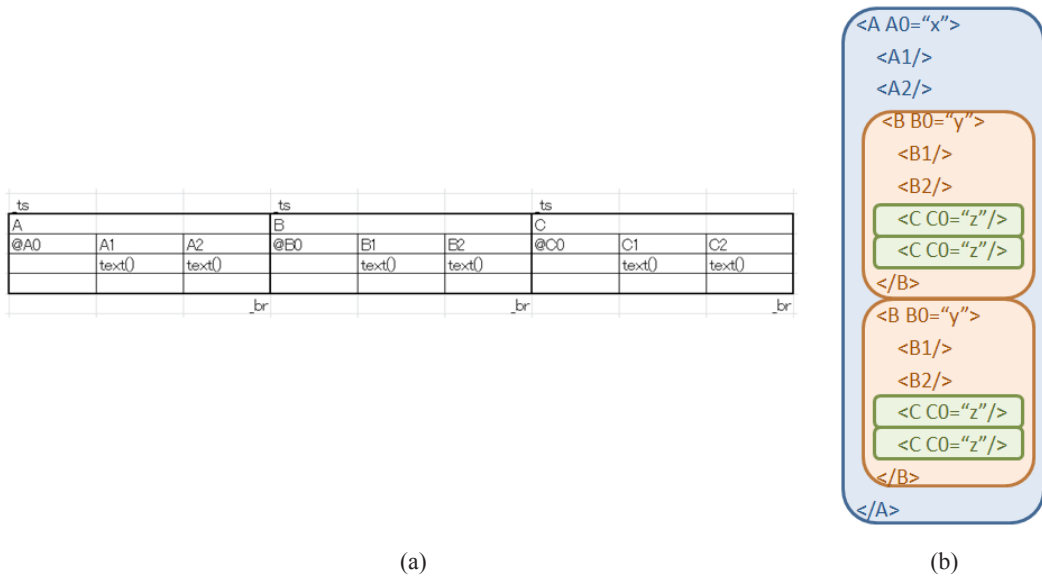 _ts _ts _ts
A B C
@A0 A1 A2 @B0 B1 B2 @C0 C1 C2
text() text() text() text() text() text()
_br _br _br
(a)
<A A0=“x”>
<A1/>
<A2/>
<B B0=“y”>
<B1/>
<B2/>
<C C0=“z”/>
<C C0=“z”/>
</B>
<B B0=“y”>
<B1/>
<B2/>
<C C0=“z”/>
<C C0=“z”/>
</B>
</A>
(b)